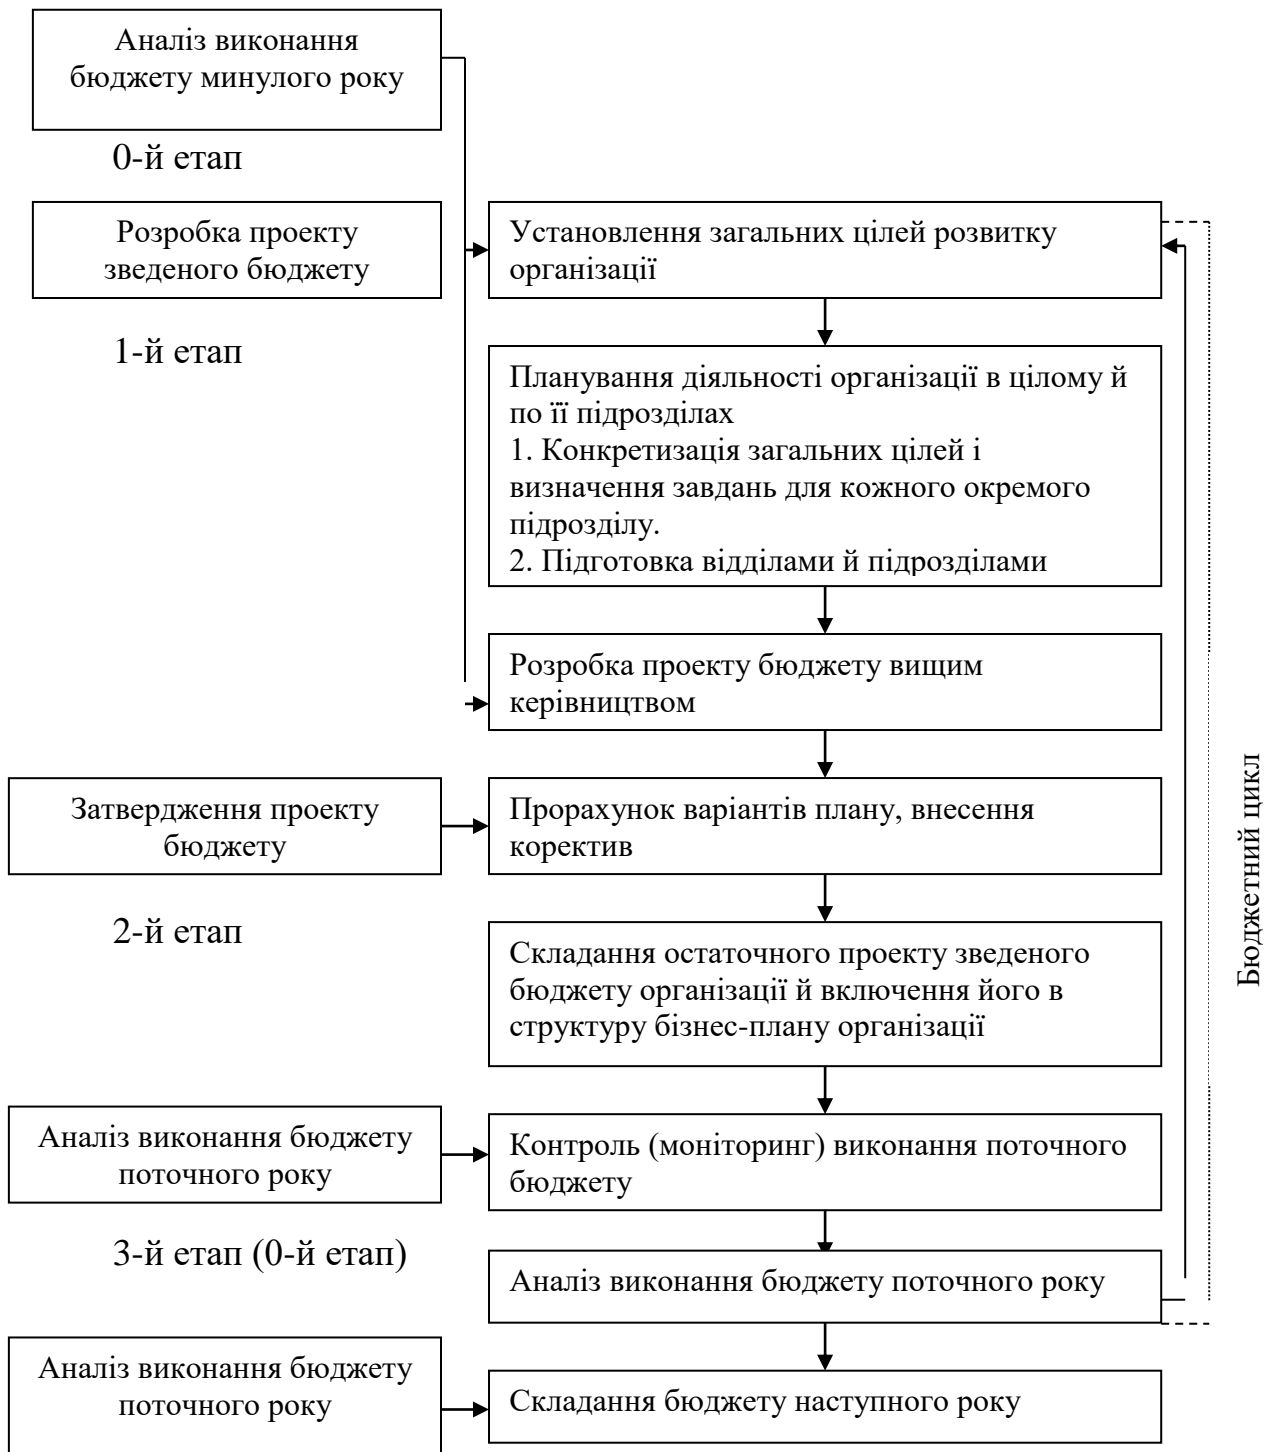 Аналіз виконання
бюджету минулого року
0-й етап
Розробка проекту
зведеного бюджету
Установлення загальних цілей розвитку
організації
1-й етап
Планування діяльності організації в цілому й
по її підрозділах
1. Конкретизація загальних цілей і
визначення завдань для кожного окремого
підрозділу.
2. Підготовка відділами й підрозділами
Розробка проекту бюджету вищим
керівництвом
Затвердження проекту
бюджету
Прорахунок варіантів плану, внесення
коректив
2-й етап
Складання остаточного проекту зведеного
бюджету організації й включення його в
структуру бізнес-плану організації
Аналіз виконання бюджету
поточного року
Контроль (моніторинг) виконання поточного
бюджету
3-й етап (0-й етап)
Аналіз виконання бюджету поточного року
Аналіз виконання бюджету
поточного року
Складання бюджету наступного року
Бюджетний цикл